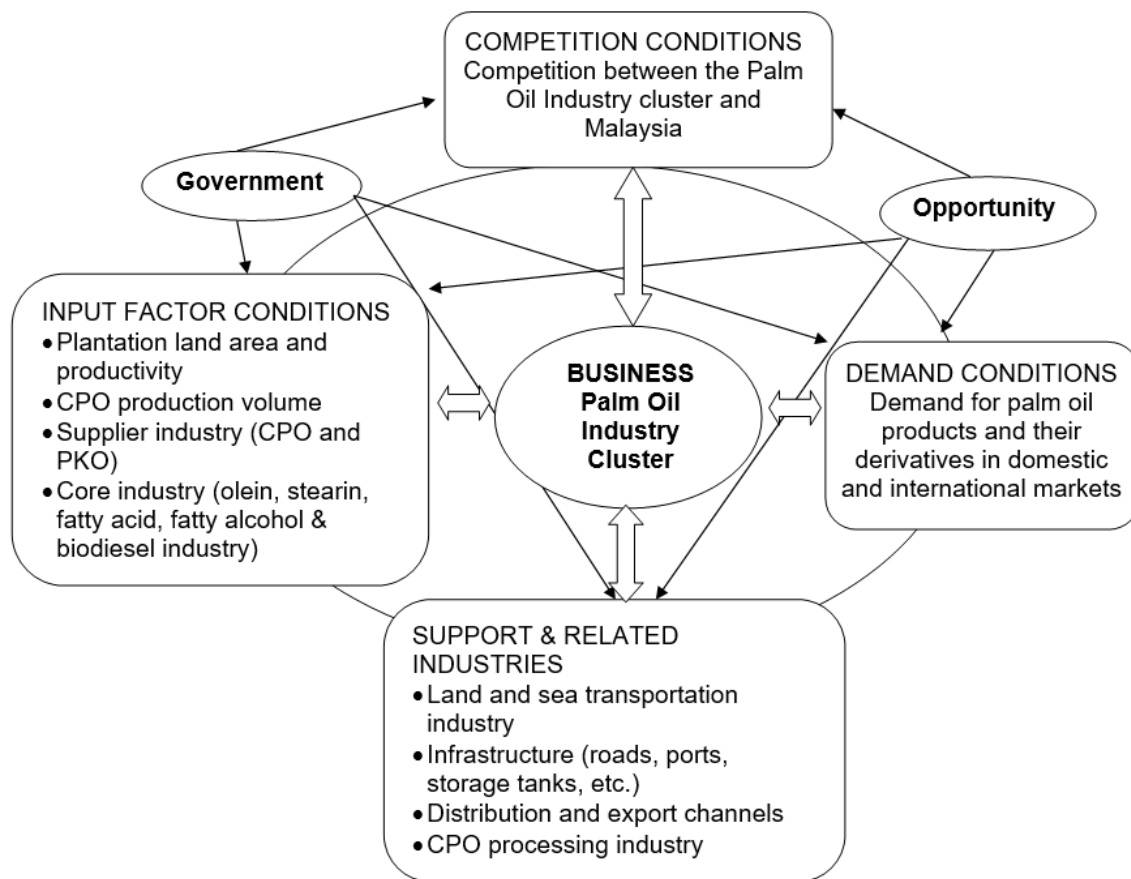 COMPETITION CONDITIONS
Competition between the Palm
Oil Industry cluster and
Malaysia
Government
Opportunity
INPUT FACTOR CONDITIONS
•Plantation land area and
productivity
•CPO production volume
•Supplier industry (CPO and
PKO)
•Core industry (olein, stearin,
fatty acid, fatty alcohol &
biodiesel industry)
BUSINESS
Palm Oil
Industry
Cluster
DEMAND CONDITIONS
Demand for palm oil
products and their
derivatives in domestic
and international markets
SUPPORT & RELATED
INDUSTRIES
•Land and sea transportation
industry
•Infrastructure (roads, ports,
storage tanks, etc.)
•Distribution and export channels
•CPO processing industry